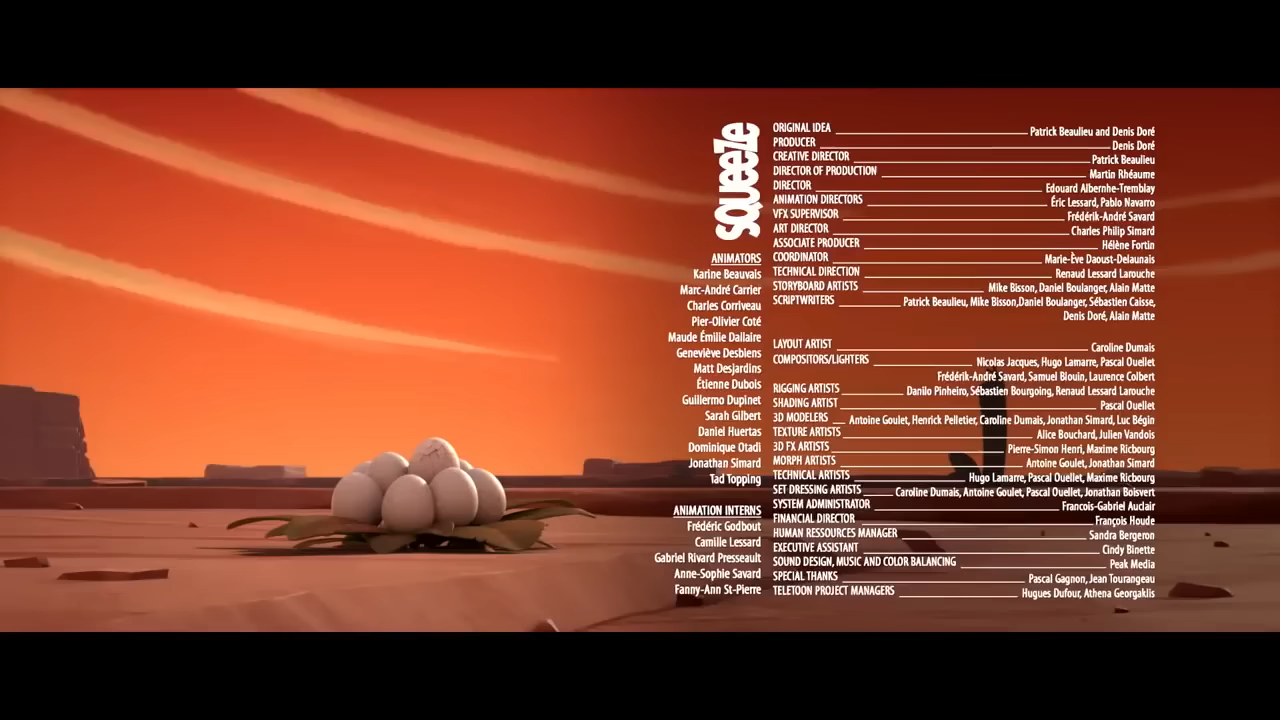 squeeze
ANIMATORS
Karine Beauvais
Marc-André Carrier
Charles Corriveau
Pier-Olivier Coté
Maude Émilie Dallaire
Geneviève Desbiens
Matt Desjardins
Étienne Dubois
Guillermo Dupinet
Sarah Gilbert
Daniel Huertas
Dominique Otadi
Jonathan Simard
Tad Topping
ANIMATION INTERNS
Frédéric Godbout
Camille Lessard
Gabriel Rivard Presseault
Anne-Sophie Savard
Fanny-Ann St-Pierre
ORIGINAL IDEA Patrick Beaulieu and Denis Doré
PRODUCER Denis Doré
CREATIVE DIRECTOR Patrick Beaulieu
DIRECTOR OF PRODUCTION Martin Rhéaume
DIRECTOR Edouard Albernhe-Tremblay
ANIMATION DIRECTORS Éric Lessard, Pablo Navarro
VFX SUPERVISOR Frédérik-André Savard
ART DIRECTOR Charles Philip Simard
ASSOCIATE PRODUCER Hélène Fortin
COORDINATOR Marie-Ève Daoust-Delaunais
TECHNICAL DIRECTION Renaud Lessard Larouche
STORYBOARD ARTISTS Mike Bisson, Daniel Boulanger, Alain Matte
SCRIPTWRITERS Patrick Beaulieu, Mike Bisson,Daniel Boulanger, Sébastien Caisse,
Denis Doré, Alain Matte
LAYOUT ARTIST Caroline Dumais
COMPOSITORS/LIGHTERS Nicolas Jacques, Hugo Lamarre, Pascal Ouellet
Frédérik-André Savard, Samuel Blouin, Laurence Colbert
RIGGING ARTISTS Danilo Pinheiro, Sébastien Bourgoing, Renaud Lessard Larouche
SHADING ARTIST Pascal Ouellet
3D MODELERS Antoine Goulet, Henrick Pelletier, Caroline Dumais, Jonathan Simard, Luc Bégin
TEXTURE ARTISTS Alice Bouchard, Julien Vandois
3D FX ARTISTS Pierre-Simon Henri, Maxime Ricbourg
MORPH ARTISTS Antoine Goulet, Jonathan Simard
TECHNICAL ARTISTS Hugo Lamarre, Pascal Ouellet, Maxime Ricbourg
SET DRESSING ARTISTS Caroline Dumais, Antoine Goulet, Pascal Ouellet, Jonathan Boisvert
SYSTEM ADMINISTRATOR Francois-Gabriel Auclair
FINANCIAL DIRECTOR François Houde
HUMAN RESSOURCES MANAGER Sandra Bergeron
EXECUTIVE ASSISTANT Cindy Binette
SOUND DESIGN, MUSIC AND COLOR BALANCING Peak Media
SPECIAL THANKS Pascal Gagnon, Jean Tourangeau
TELETOON PROJECT MANAGERS Hugues Dufour, Athena Georgaklis